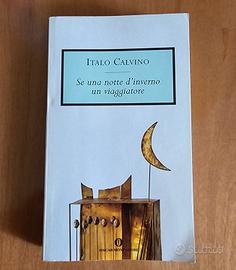 Italo Calvino
Se una notte d'inverno
un viaggiatore